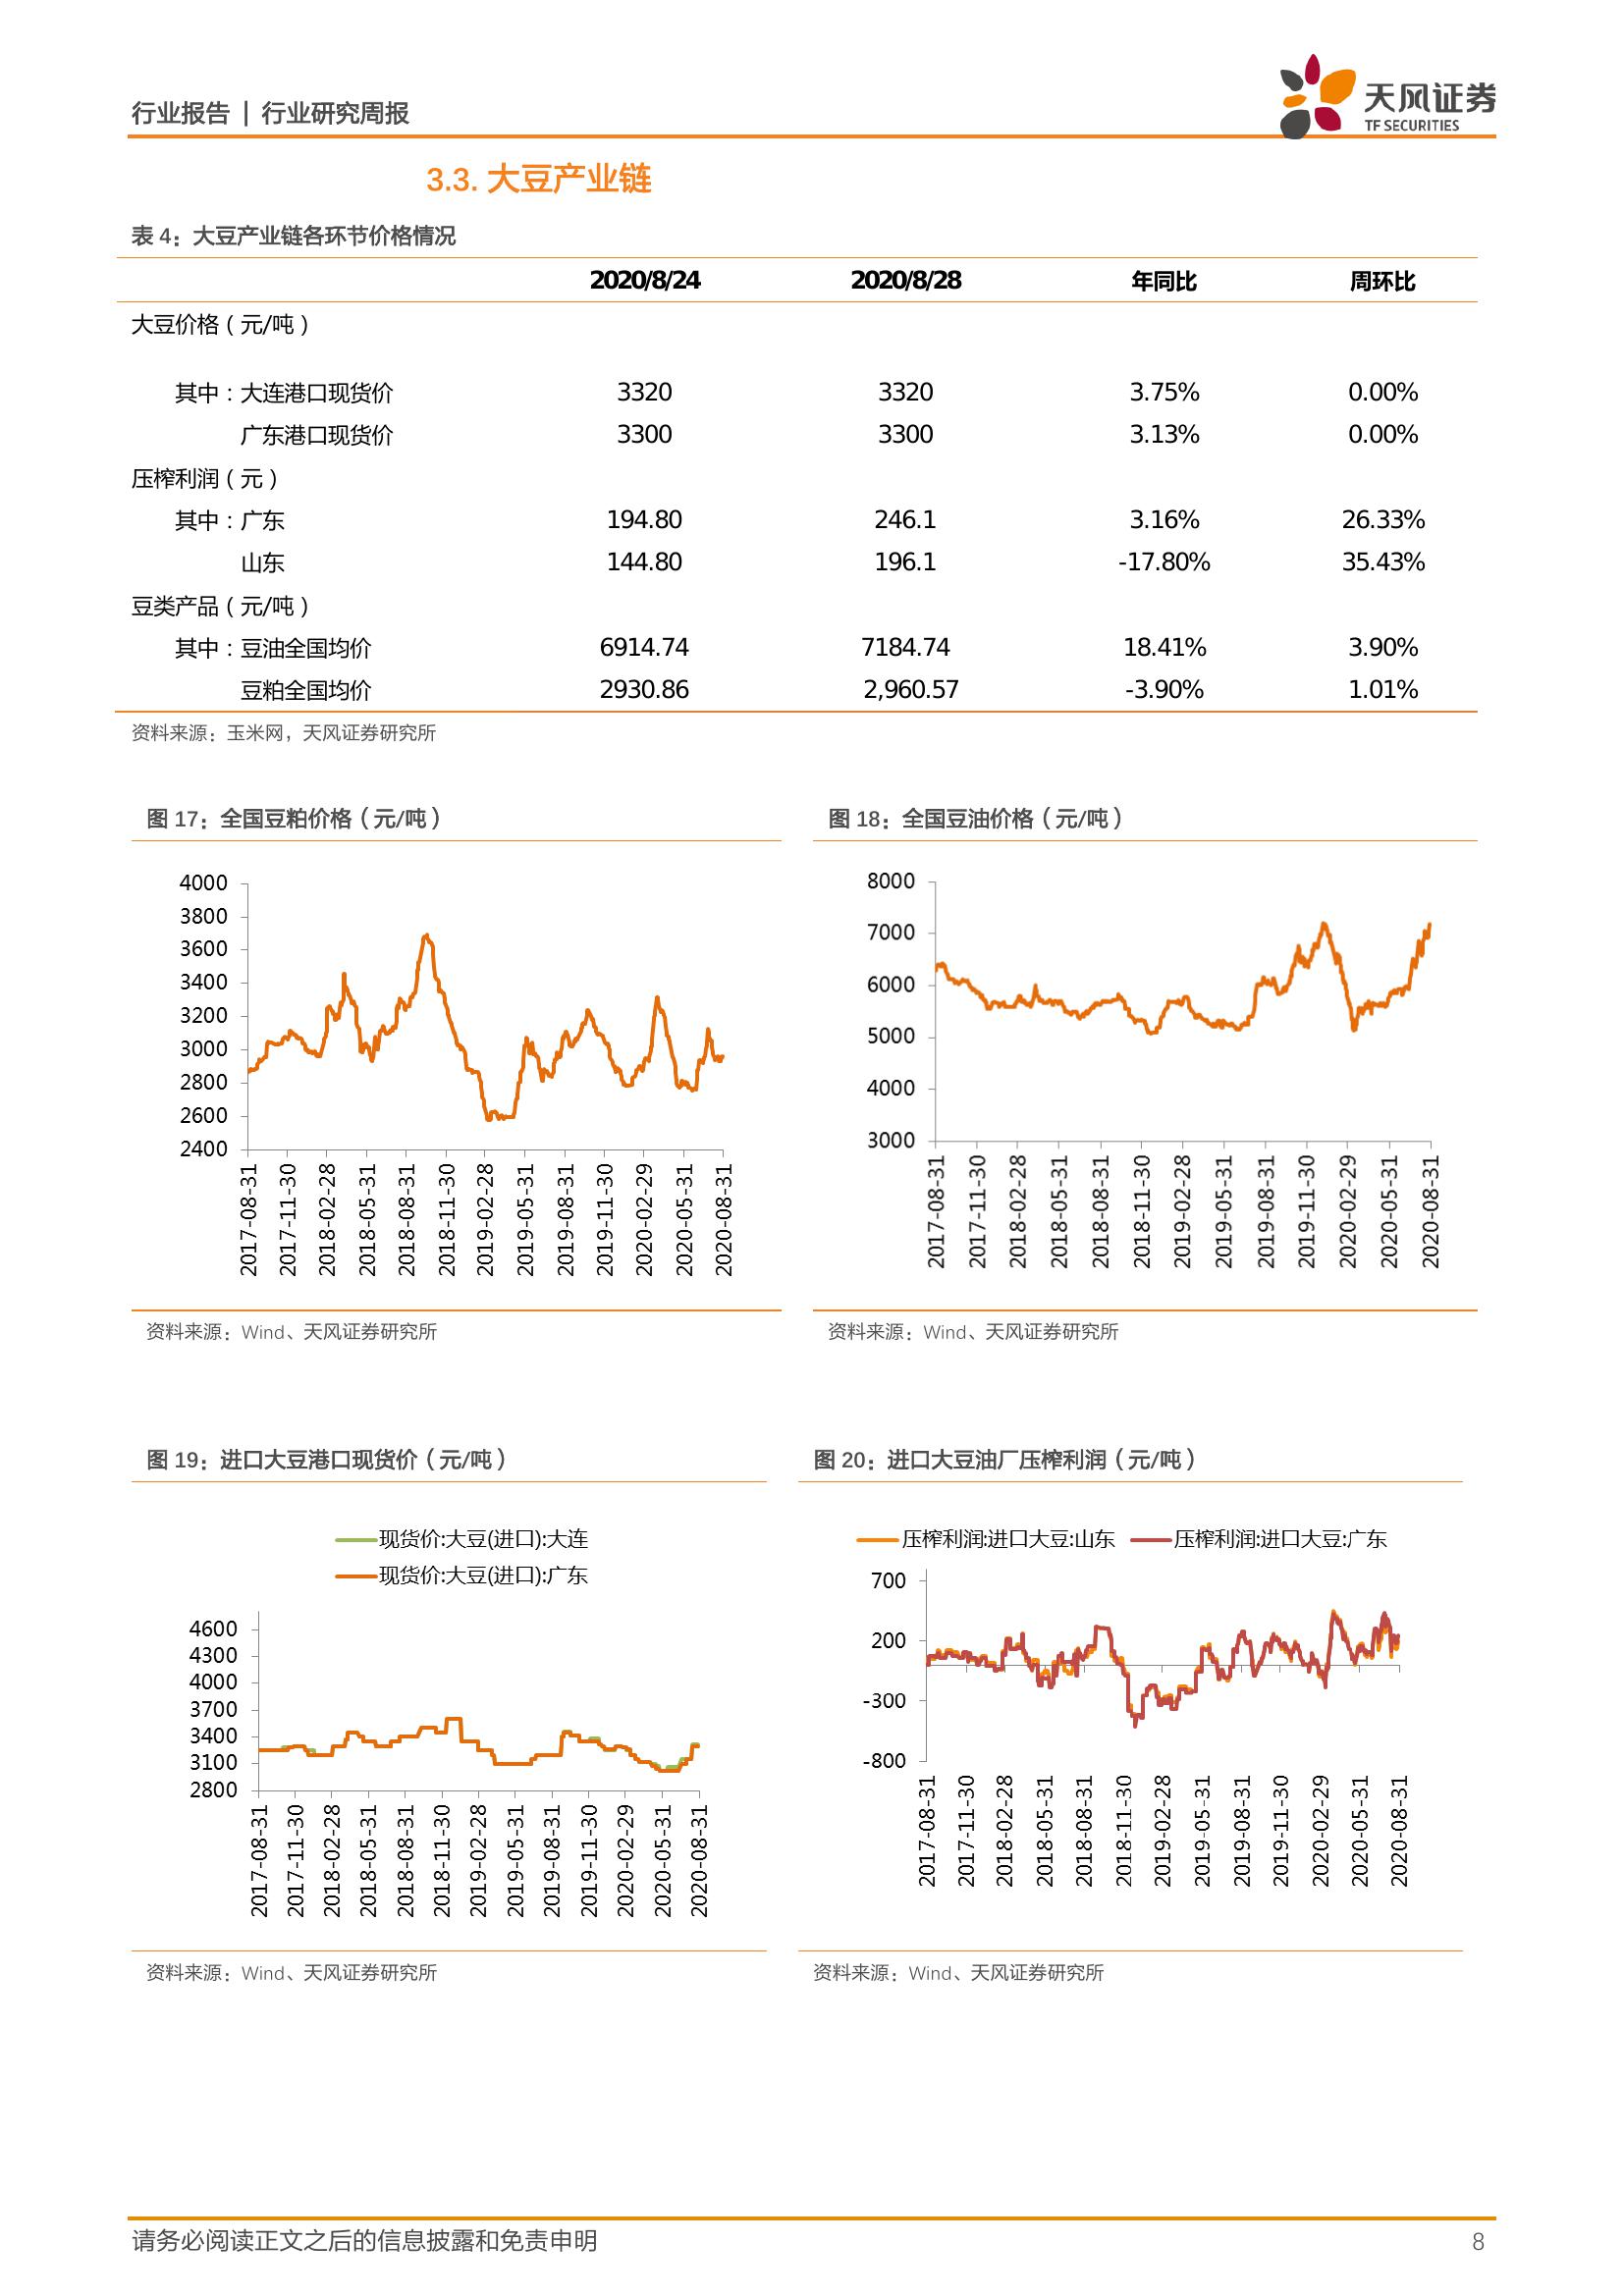 行业报告 | 行业研究周报
天风证券
TF SECURITIES
3.3. 大豆产业链
表 4：大豆产业链各环节价格情况
2020/8/24 2020/8/28 年同比 周环比
大豆价格（元/吨）
其中：大连港口现货价 3320 3320 3.75% 0.00%
广东港口现货价 3300 3300 3.13% 0.00%
压榨利润（元）
其中：广东 194.80 246.1 3.16% 26.33%
山东 144.80 196.1 -17.80% 35.43%
豆类产品（元/吨）
其中：豆油全国均价 6914.74 7184.74 18.41% 3.90%
豆粕全国均价 2930.86 2,960.57 -3.90% 1.01%
资料来源：玉米网，天风证券研究所
图 17：全国豆粕价格（元/吨）
4000
3800
3600
3400
3200
3000
2800
2600
2400
2017-08-31
2017-11-30
2018-02-28
2018-05-31
2018-08-31
2018-11-30
2019-02-28
2019-05-31
2019-08-31
2019-11-30
2020-02-29
2020-05-31
2020-08-31
资料来源：Wind、天风证券研究所
图 18：全国豆油价格（元/吨）
8000
7000
6000
5000
4000
3000
2017-08-31
2017-11-30
2018-02-28
2018-05-31
2018-08-31
2018-11-30
2019-02-28
2019-05-31
2019-08-31
2019-11-30
2020-02-29
2020-05-31
2020-08-31
资料来源：Wind、天风证券研究所
图 19：进口大豆港口现货价（元/吨）
现货价:大豆(进口):大连
现货价:大豆(进口):广东
4600
4300
4000
3700
3400
3100
2800
2017-08-31
2017-11-30
2018-02-28
2018-05-31
2018-08-31
2018-11-30
2019-02-28
2019-05-31
2019-08-31
2019-11-30
2020-02-29
2020-05-31
2020-08-31
资料来源：Wind、天风证券研究所
图 20：进口大豆油厂压榨利润（元/吨）
压榨利润:进口大豆:山东 压榨利润:进口大豆:广东
700
200
-300
-800
2017-08-31
2017-11-30
2018-02-28
2018-05-31
2018-08-31
2018-11-30
2019-02-28
2019-05-31
2019-08-31
2019-11-30
2020-02-29
2020-05-31
2020-08-31
资料来源：Wind、天风证券研究所
请务必阅读正文之后的信息披露和免责申明 8